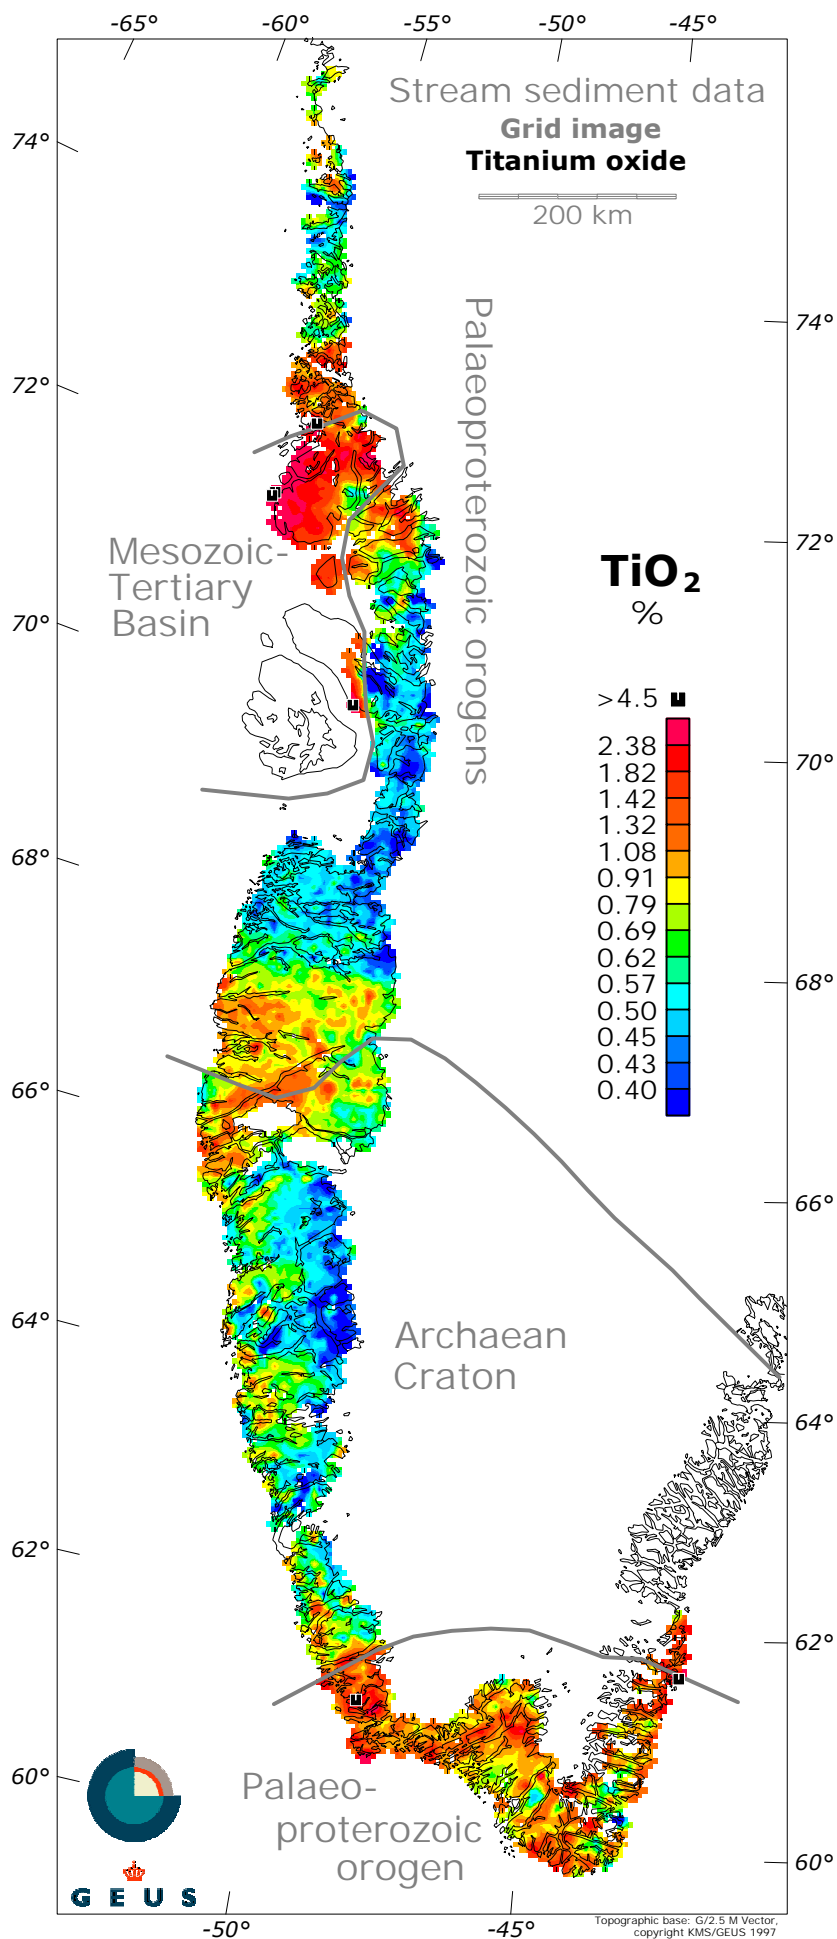 -65°
-60°
-55°
-50°
-45°
Stream sediment data
Grid image
Titanium oxide
200 km
74°
72°
70°
68°
66°
64°
62°
60°
74°
72°
70°
68°
66°
64°
62°
60°
Palaeoproterozoic orogens
Mesozoic-
Tertiary
Basin
TiO2
%
>4.5
2.38
1.82
1.42
1.32
1.08
0.91
0.79
0.69
0.62
0.57
0.50
0.45
0.43
0.40
Archaean
Craton
Palaeo-
proterozoic
orogen
GEUS
-50°
-45°
Topographic base: G/2.5 M Vector,
copyright KMS/GEUS 1997